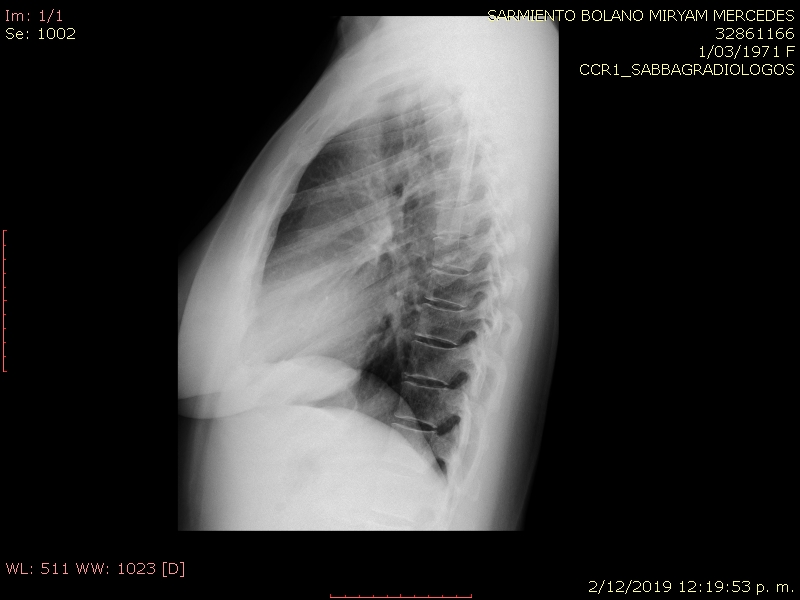 Im: 1/1
Se: 1002
SARMIENTO BOLANO MIRYAM MERCEDES
32861166
1/03/1971 F
CCR1_SABBAGRADIOLOGOS
WL: 511 WW: 1023 [D]
2/12/2019 12:19:53 p. m.